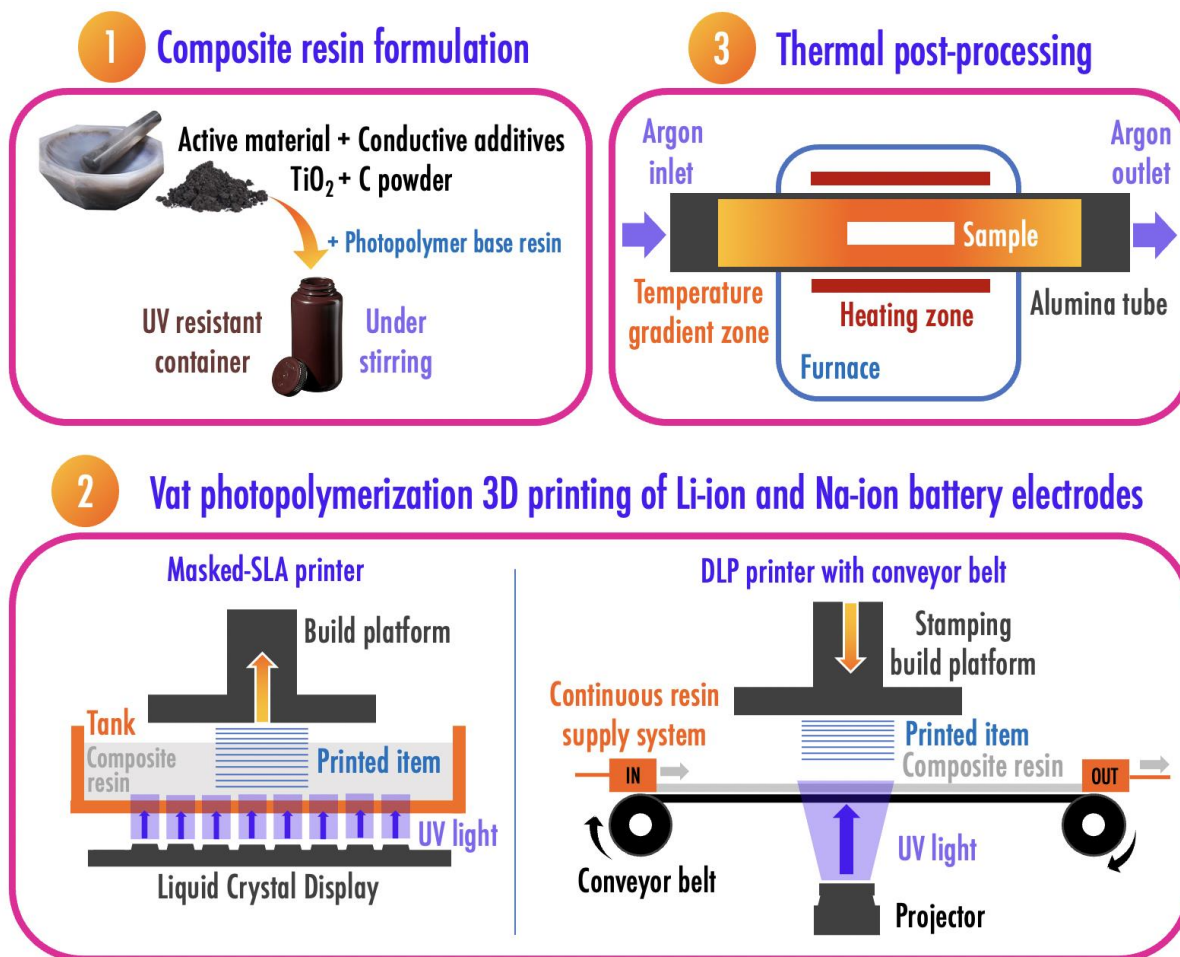 1 Composite resin formulation
Active material + Conductive additives
TiO₂ + C powder
+ Photopolymer base resin
UV resistant
container
Under
stirring
3 Thermal post-processing
Argon
inlet
Argon
outlet
Sample
Temperature
gradient zone
Heating zone
Alumina tube
Furnace
2 Vat photopolymerization 3D printing of Li-ion and Na-ion battery electrodes
Masked-SLA printer
Build platform
Tank
Composite
resin
Printed item
UV light
Liquid Crystal Display
DLP printer with conveyor belt
Stamping
build platform
Continuous resin
supply system
Printed item
Composite resin
IN
OUT
UV light
Conveyor belt
Projector